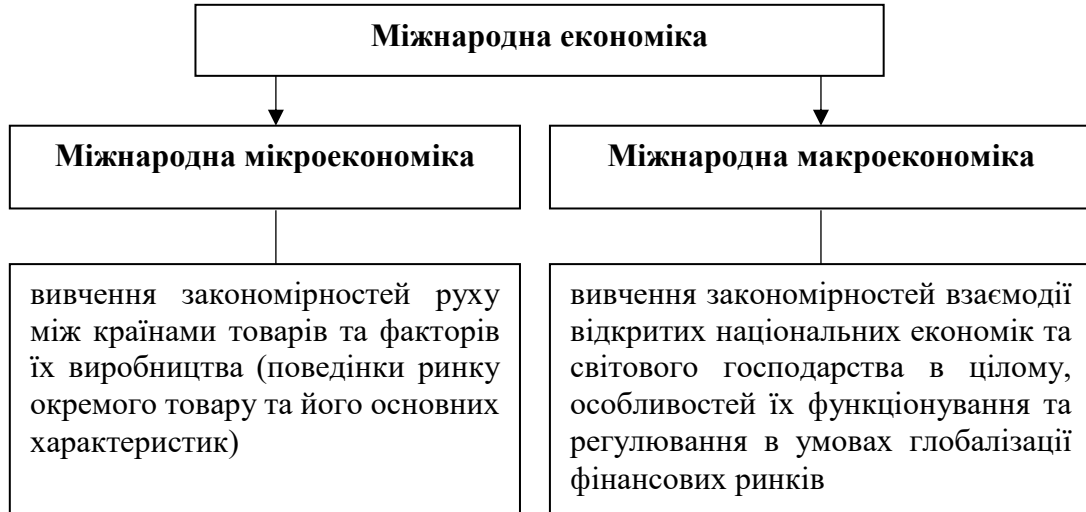 Міжнародна економіка
Міжнародна мікроекономіка
Міжнародна макроекономіка
вивчення закономірностей руху
між країнами товарів та факторів
їх виробництва (поведінки ринку
окремого товару та його основних
характеристик)
вивчення закономірностей взаємодії
відкритих національних економік та
світового господарства в цілому,
особливостей їх функціонування та
регулювання в умовах глобалізації
фінансових ринків